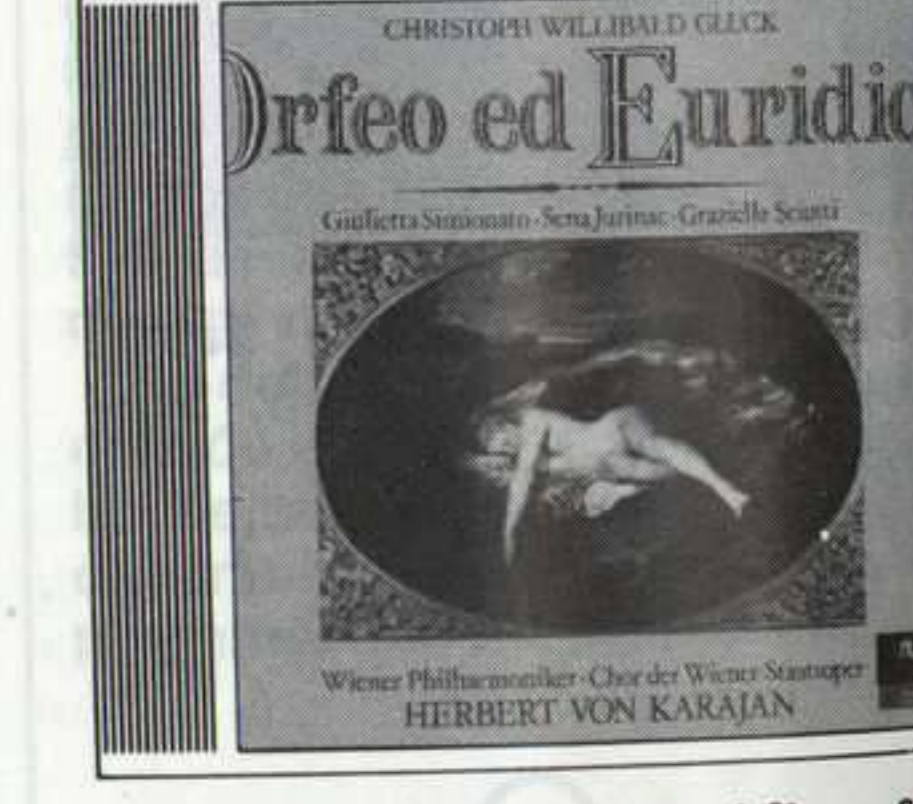 CHRISTOPH WILLIBALD GLUCK
Orfeo ed Euridic
Giulietta Simionato · Sena Jurinac · Graziella Sciutti
Wiener Philharmoniker · Chor der Wiener Staatsoper
HERBERT VON KARAJAN